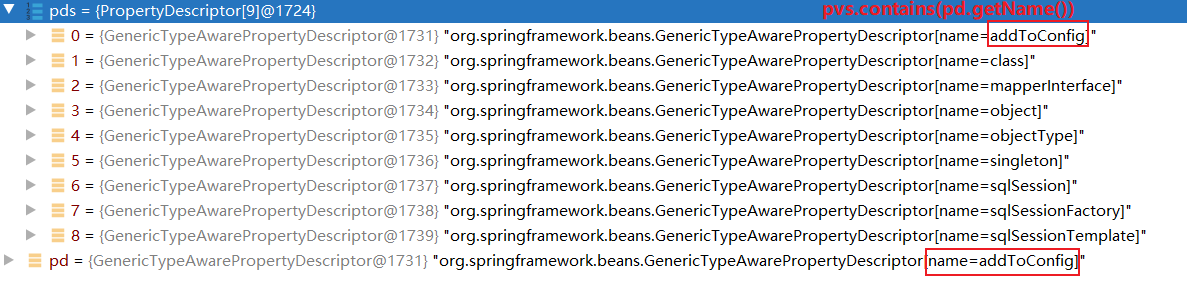 pds = {PropertyDescriptor[9]@1724} pvs.contains(pd.getName())
0 = {GenericTypeAwarePropertyDescriptor@1731} "org.springframework.beans.GenericTypeAwarePropertyDescriptor[name=addToConfig]"
1 = {GenericTypeAwarePropertyDescriptor@1732} "org.springframework.beans.GenericTypeAwarePropertyDescriptor[name=class]"
2 = {GenericTypeAwarePropertyDescriptor@1733} "org.springframework.beans.GenericTypeAwarePropertyDescriptor[name=mapperInterface]"
3 = {GenericTypeAwarePropertyDescriptor@1734} "org.springframework.beans.GenericTypeAwarePropertyDescriptor[name=object]"
4 = {GenericTypeAwarePropertyDescriptor@1735} "org.springframework.beans.GenericTypeAwarePropertyDescriptor[name=objectType]"
5 = {GenericTypeAwarePropertyDescriptor@1736} "org.springframework.beans.GenericTypeAwarePropertyDescriptor[name=singleton]"
6 = {GenericTypeAwarePropertyDescriptor@1737} "org.springframework.beans.GenericTypeAwarePropertyDescriptor[name=sqlSession]"
7 = {GenericTypeAwarePropertyDescriptor@1738} "org.springframework.beans.GenericTypeAwarePropertyDescriptor[name=sqlSessionFactory]"
8 = {GenericTypeAwarePropertyDescriptor@1739} "org.springframework.beans.GenericTypeAwarePropertyDescriptor[name=sqlSessionTemplate]"
pd = {GenericTypeAwarePropertyDescriptor@1731} "org.springframework.beans.GenericTypeAwarePropertyDescriptor[name=addToConfig]"